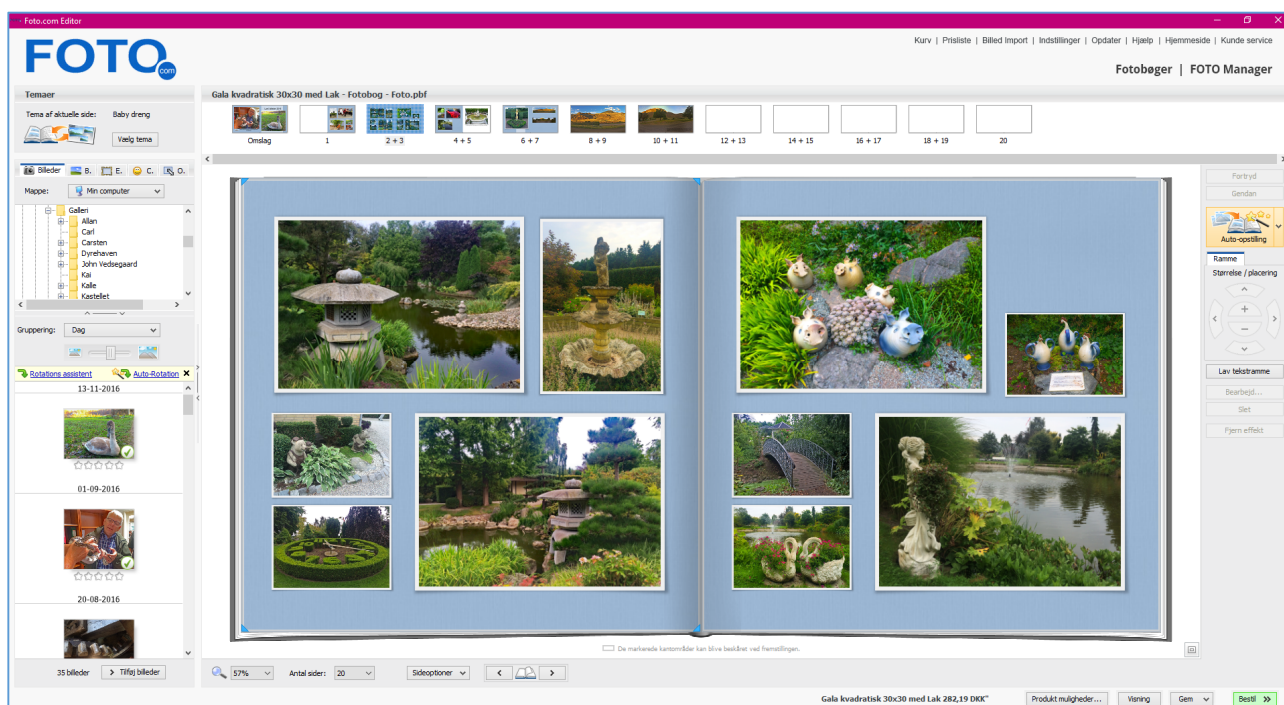 Foto.com Editor
FOTO.com
Kurv | Prisliste | Billed Import | Indstillinger | Opdater | Hjælp | Hjemmeside | Kunde service
Fotobøger | FOTO Manager
Temaer
Tema af aktuelle side: Baby dreng
Vælg tema
Gala kvadratisk 30x30 med Lak - Fotobog - Foto.pbf
Omslag 1 2 + 3 4 + 5 6 + 7 8 + 9 10 + 11 12 + 13 14 + 15 16 + 17 18 + 19 20
Billeder B. E. C. O.
Mappe: Min computer
Galleri
Allan
Carl
Carsten
Dyrehaven
John Vedsegaard
Kai
Kalle
Kastellet
Gruppering: Dag
Rotations assistent Auto-Rotation
13-11-2016
01-09-2016
20-08-2016
35 billeder Tilføj billeder
Fortryd
Gendan
Auto-opstilling
Ramme
Størrelse / placering
Lav tekstramme
Bearbejd...
Slet
Fjern effekt
De markerede kantområder kan blive beskåret ved fremstillingen.
57% Antal sider: 20 Sideoptioner
Gala kvadratisk 30x30 med Lak 282,19 DKK* Produkt muligheder... Visning Gem Bestil